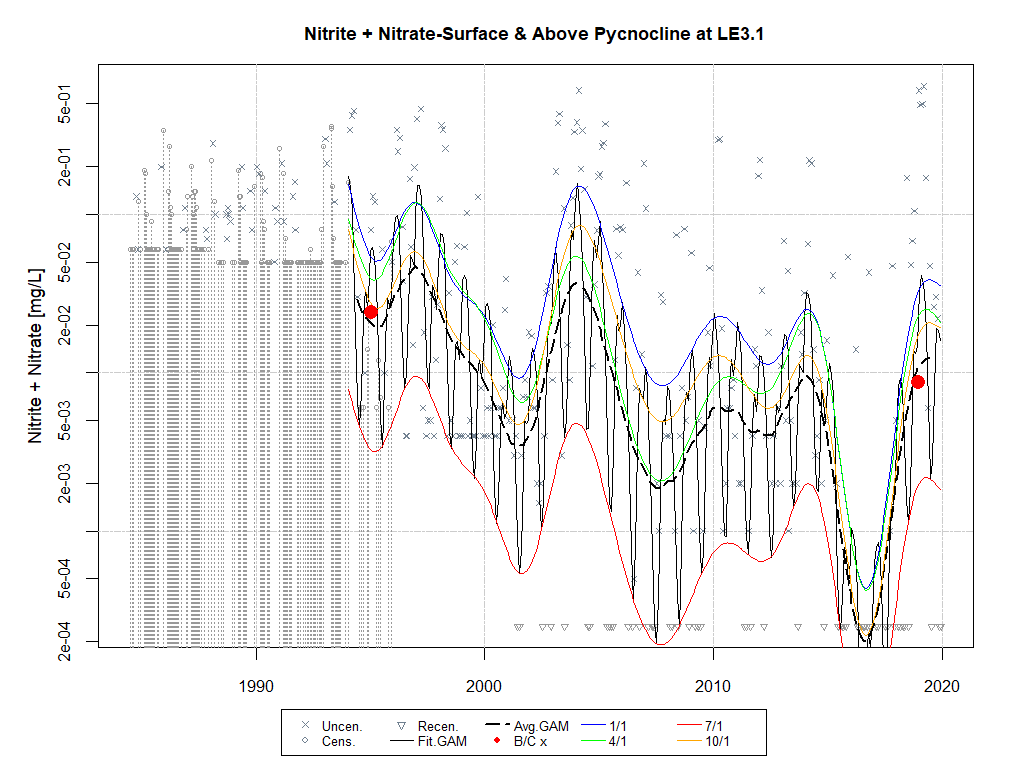 Nitrite + Nitrate-Surface & Above Pycnocline at LE3.1
Nitrite + Nitrate [mg/L]
5e-01
2e-01
5e-02
2e-02
5e-03
2e-03
5e-04
2e-04
1990 2000 2010 2020
Uncen. Recen. Avg.GAM 1/1 7/1
Cens. Fit.GAM B/C x 4/1 10/1